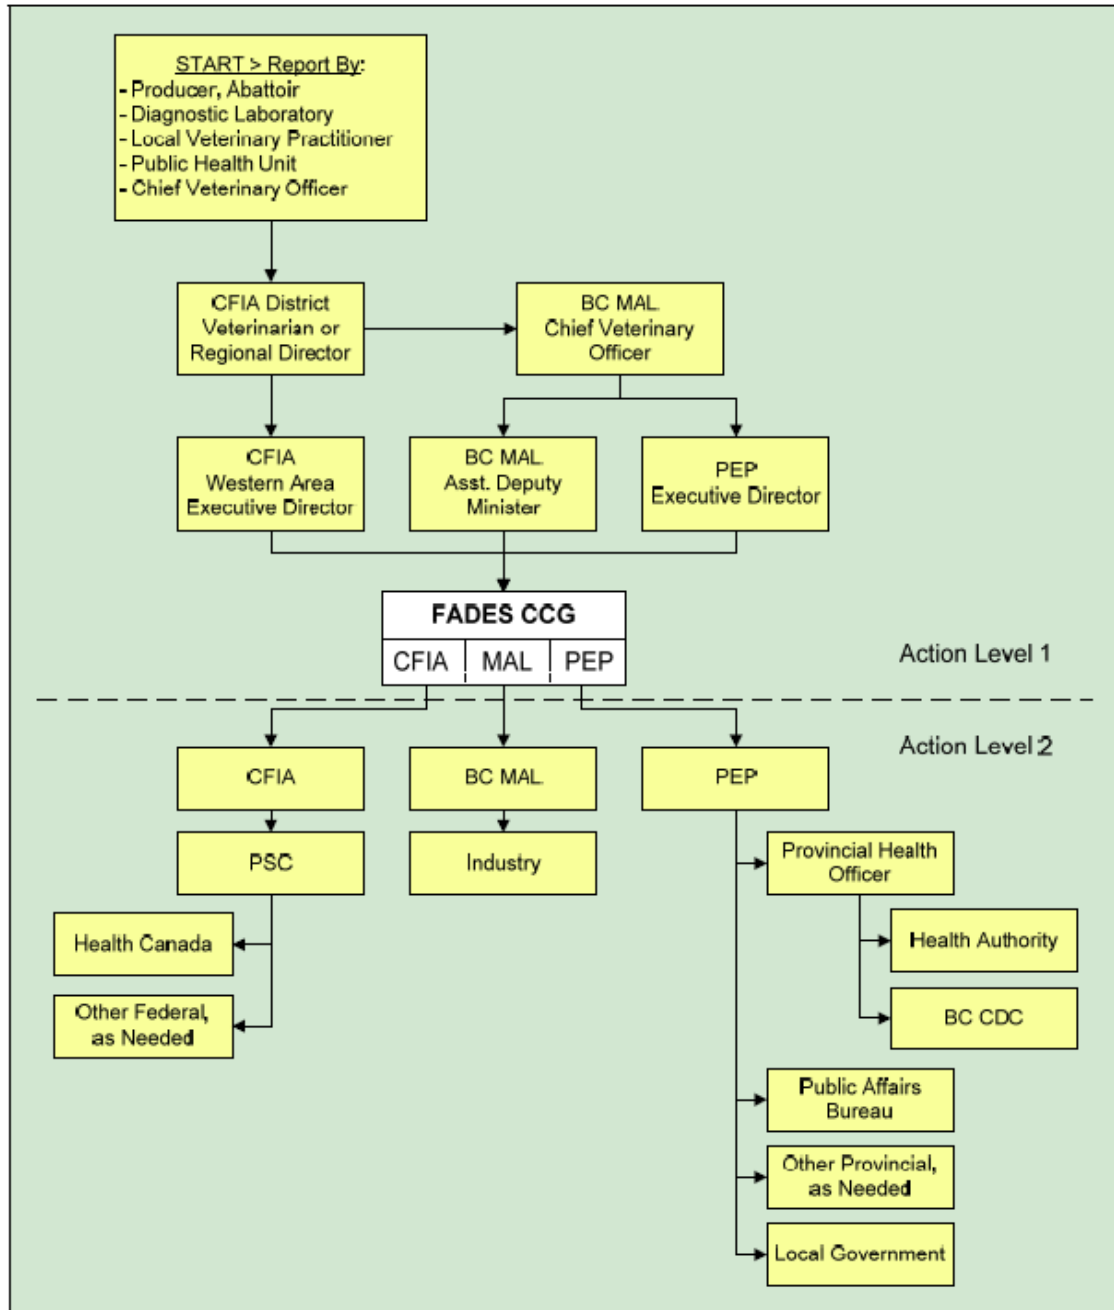 START > Report By:
- Producer, Abattoir
- Diagnostic Laboratory
- Local Veterinary Practitioner
- Public Health Unit
- Chief Veterinary Officer
CFIA District
Veterinarian or
Regional Director
BC MAL
Chief Veterinary
Officer
CFIA
Western Area
Executive Director
BC MAL
Asst. Deputy
Minister
PEP
Executive Director
FADES CCG
CFIA
MAL
PEP
Action Level 1
Action Level 2
CFIA
BC MAL
PEP
PSC
Industry
Provincial Health
Officer
Health Canada
Health Authority
Other Federal,
as Needed
BC CDC
Public Affairs
Bureau
Other Provincial,
as Needed
Local Government